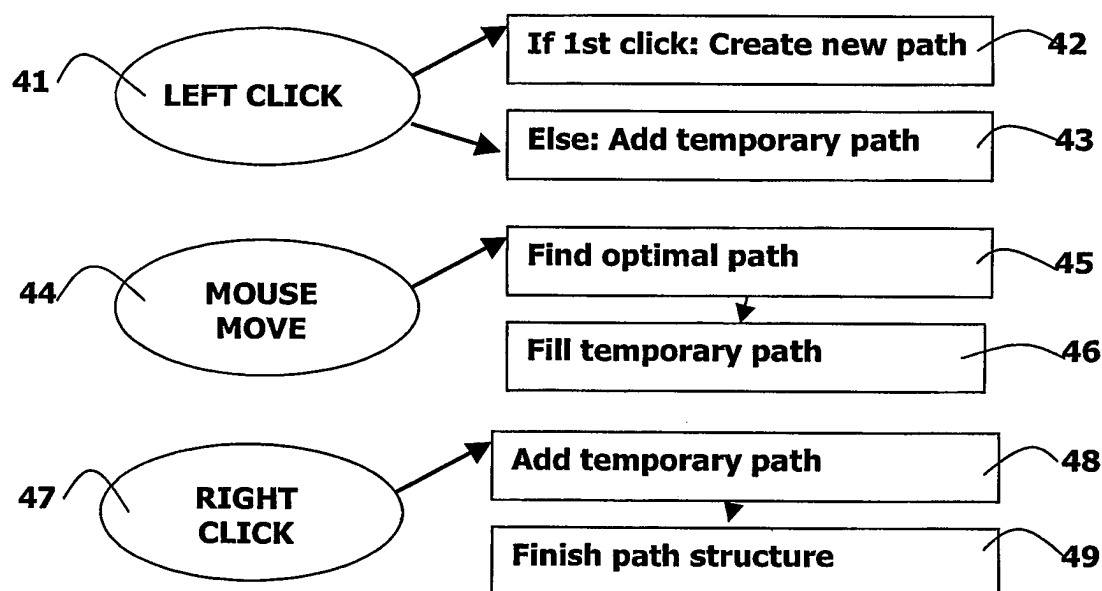 If 1st click: Create new path
42
41
LEFT CLICK
Else: Add temporary path
43
Find optimal path
45
44
MOUSE
MOVE
Fill temporary path
46
Add temporary path
48
47
RIGHT
CLICK
Finish path structure
49